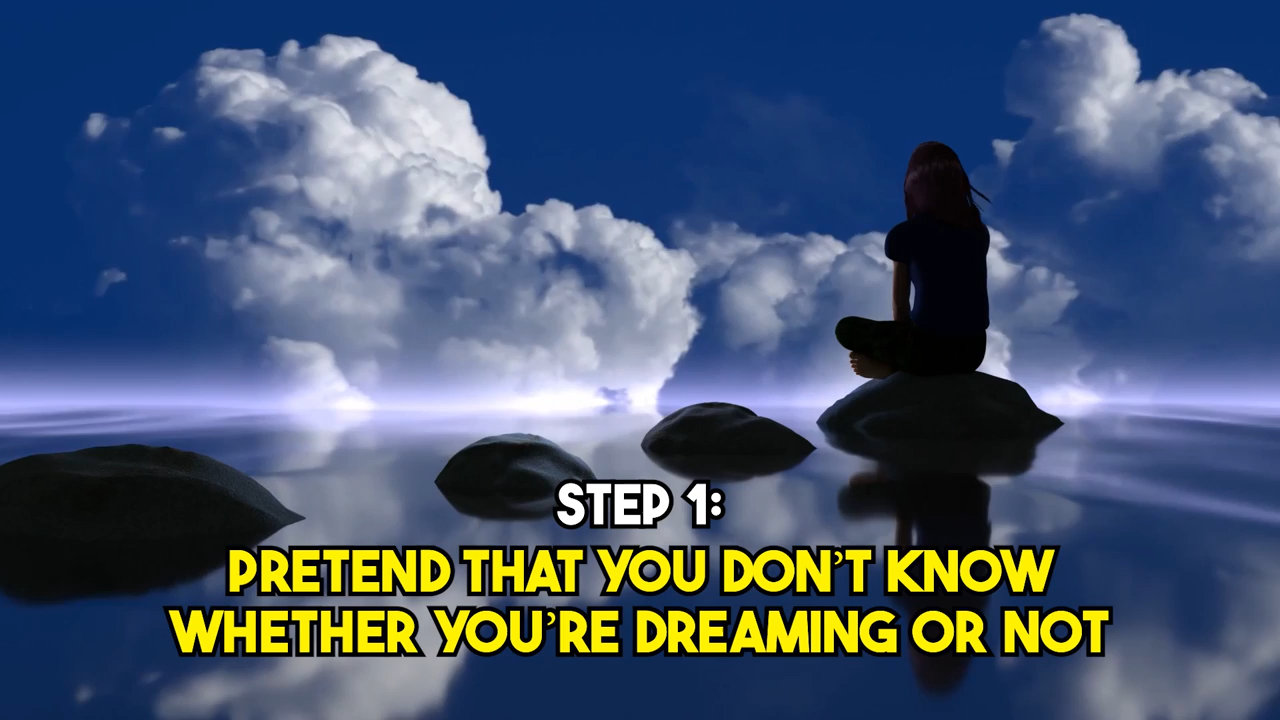 STEP 1:
PRETEND THAT YOU DON'T KNOW
WHETHER YOU'RE DREAMING OR NOT